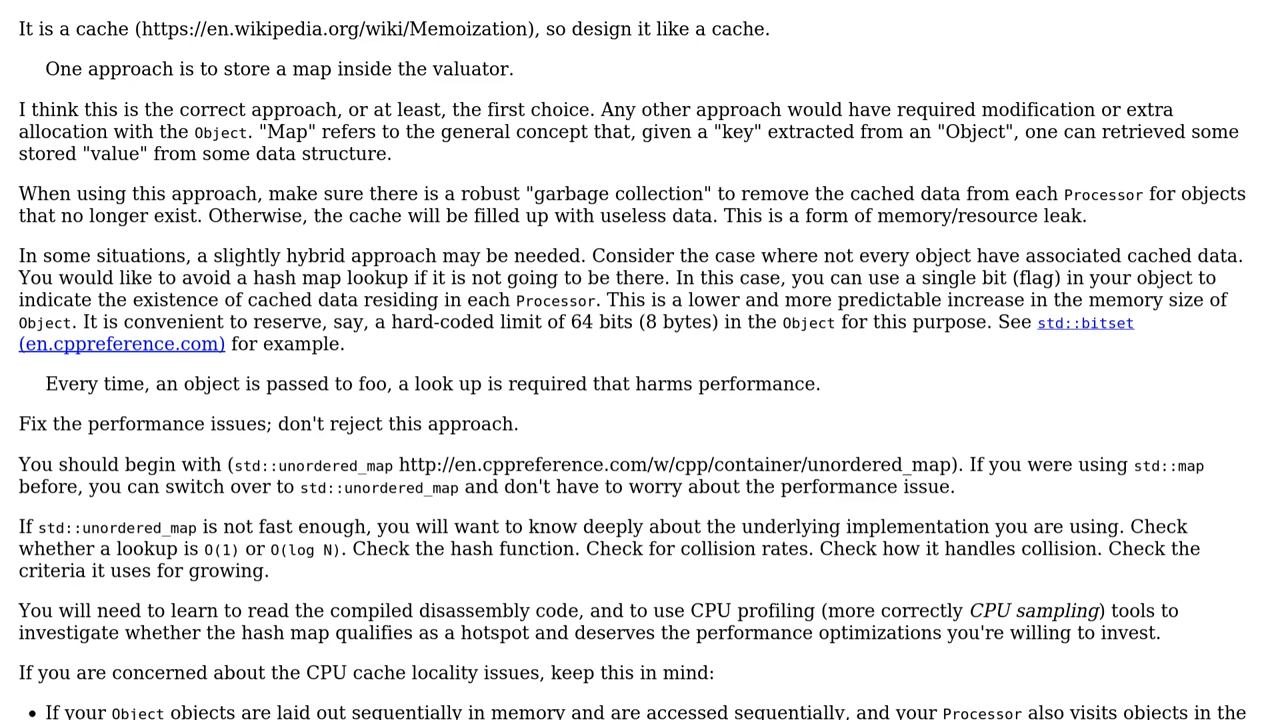 It is a cache (https://en.wikipedia.org/wiki/Memoization), so design it like a cache.
One approach is to store a map inside the valuator.
I think this is the correct approach, or at least, the first choice. Any other approach would have required modification or extra
allocation with the Object. "Map" refers to the general concept that, given a "key" extracted from an "Object", one can retrieved some
stored "value" from some data structure.
When using this approach, make sure there is a robust "garbage collection" to remove the cached data from each Processor for objects
that no longer exist. Otherwise, the cache will be filled up with useless data. This is a form of memory/resource leak.
In some situations, a slightly hybrid approach may be needed. Consider the case where not every object have associated cached data.
You would like to avoid a hash map lookup if it is not going to be there. In this case, you can use a single bit (flag) in your object to
indicate the existence of cached data residing in each Processor. This is a lower and more predictable increase in the memory size of
Object. It is convenient to reserve, say, a hard-coded limit of 64 bits (8 bytes) in the Object for this purpose. See std::bitset
(en.cppreference.com) for example.
Every time, an object is passed to foo, a look up is required that harms performance.
Fix the performance issues; don't reject this approach.
You should begin with (std::unordered_map http://en.cppreference.com/w/cpp/container/unordered_map). If you were using std::map
before, you can switch over to std::unordered_map and don't have to worry about the performance issue.
If std::unordered_map is not fast enough, you will want to know deeply about the underlying implementation you are using. Check
whether a lookup is O(1) or O(log N). Check the hash function. Check for collision rates. Check how it handles collision. Check the
criteria it uses for growing.
You will need to learn to read the compiled disassembly code, and to use CPU profiling (more correctly CPU sampling) tools to
investigate whether the hash map qualifies as a hotspot and deserves the performance optimizations you're willing to invest.
If you are concerned about the CPU cache locality issues, keep this in mind:
• If your Object objects are laid out sequentially in memory and are accessed sequentially, and your Processor also visits objects in the